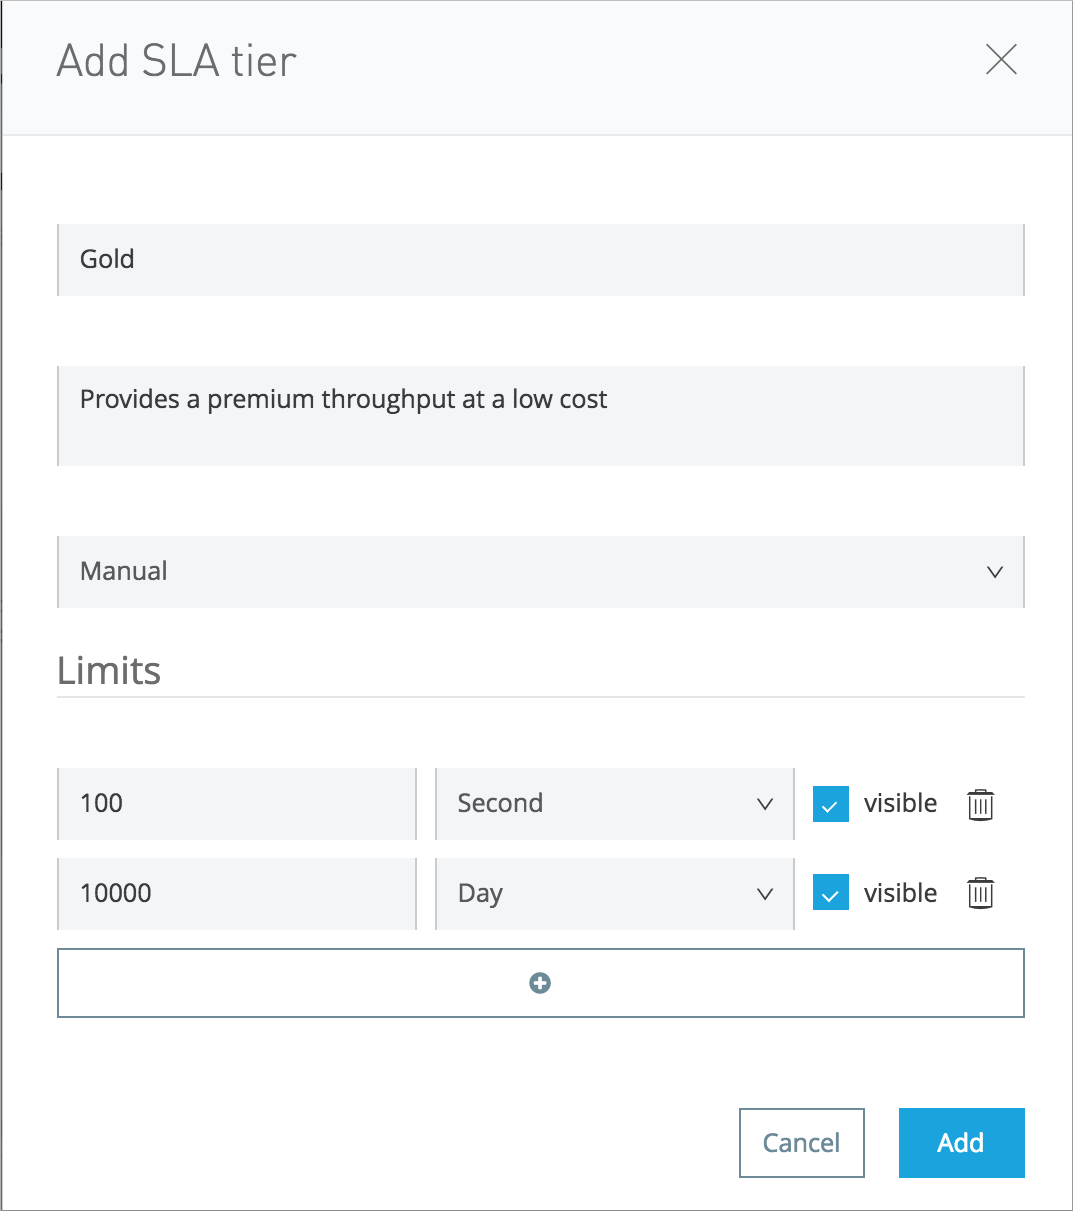 Add SLA tier
Gold
Provides a premium throughput at a low cost
Manual
Limits
100 Second visible
10000 Day visible
Cancel Add